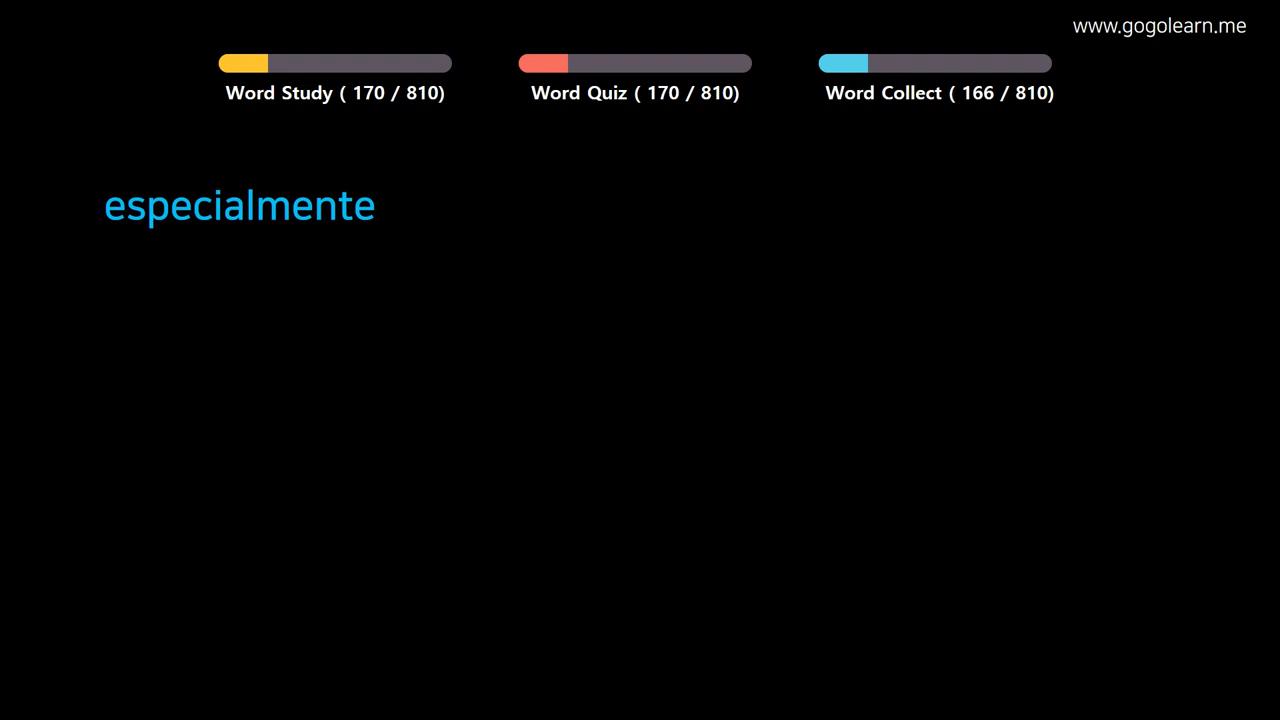 www.gogolearn.me
Word Study ( 170 / 810)
Word Quiz ( 170 / 810)
Word Collect ( 166 / 810)
especialmente